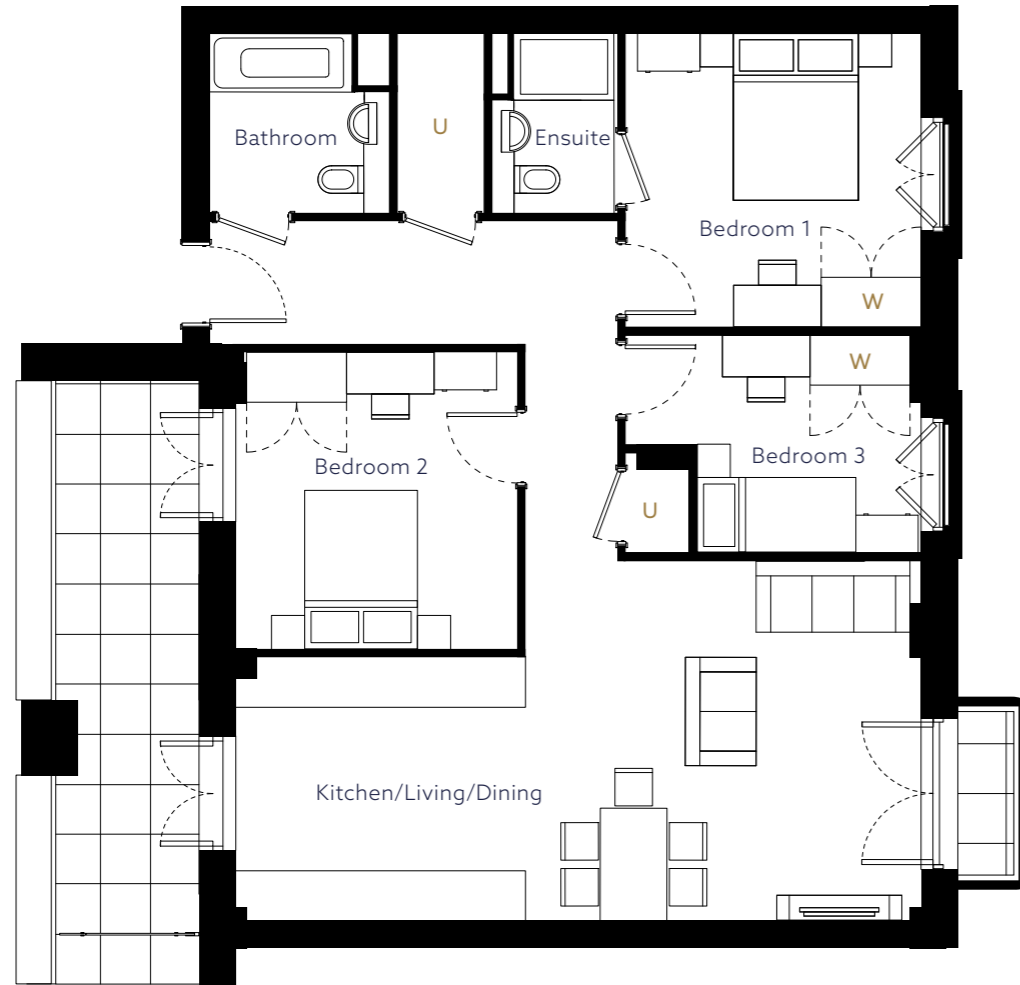 Bathroom
U
Ensuite
Bedroom 1
W
W
Bedroom 2
Bedroom 3
U
Kitchen/Living/Dining